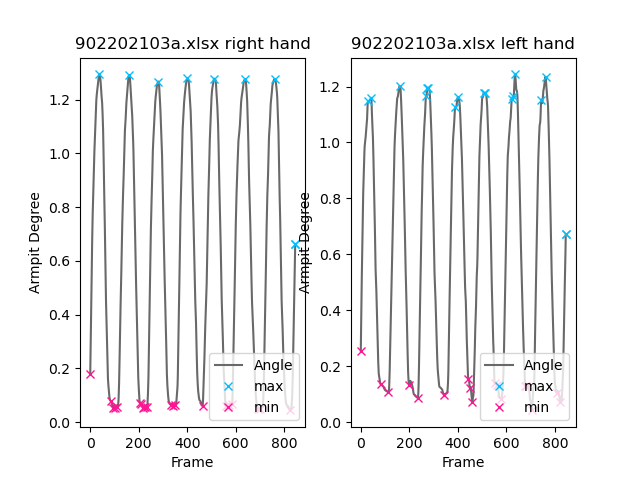 902202103a.xlsx right hand
902202103a.xlsx left hand
Armpit Degree
1.2
1.0
0.8
0.6
0.4
0.2
0.0
0
200
400
600
800
Frame
Angle
max
min
Armpit Degree
1.2
1.0
0.8
0.6
0.4
0.2
0.0
0
200
400
600
800
Frame
Angle
max
min